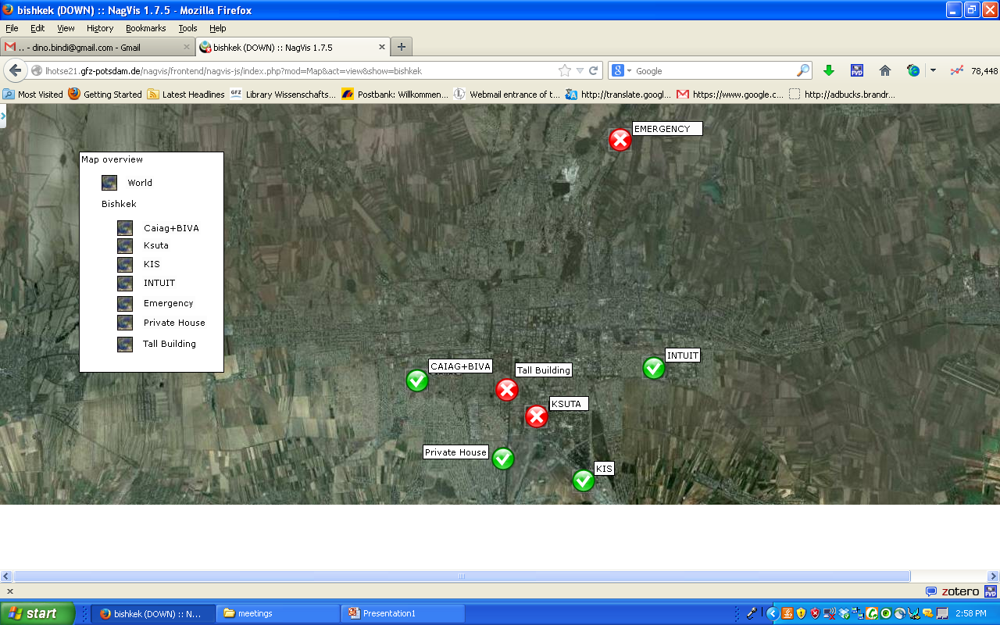 bishkek (DOWN) :: NagVis 1.7.5 - Mozilla Firefox
File Edit View History Bookmarks Tools Help
.. - dino.bindi@gmail.com - Gmail
bishkek (DOWN) :: NagVis 1.7.5
lhotse21.gfz-potsdam.de/nagvis/frontend/nagvis-js/index.php?mod=Map&act=view&show=bishkek
Google
FVD
78,448
Most Visited Getting Started Latest Headlines GFZ Library Wissenschafts... Postbank: Willkommen... Webmail entrance of t... http://translate.googl... https://www.google.c... http://adbucks.brandr...
EMERGENCY
Map overview
World
Bishkek
Caiag+BIVA
Ksuta
KIS
INTUIT
Emergency
Private House
Tall Building
INTUIT
CAIAG+BIVA
Tall Building
KSUTA
Private House
KIS
zotero
FVD
start
bishkek (DOWN) :: N...
meetings
Presentation1
2:58 PM